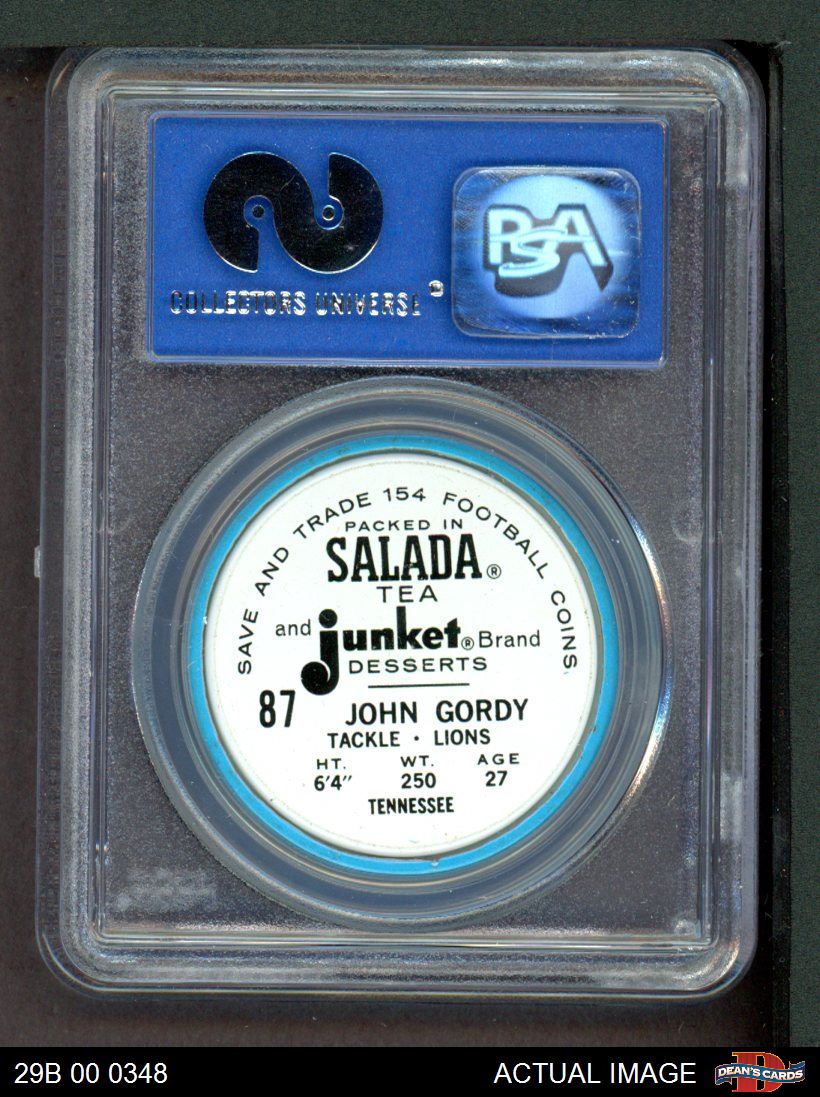 COLLECTORS UNIVERSE®
PSA
SAVE AND TRADE 154 FOOTBALL COINS
PACKED IN
SALADA®
TEA
and junket® Brand
DESSERTS
87 JOHN GORDY
TACKLE · LIONS
HT. WT. AGE
6'4" 250 27
TENNESSEE
29B 00 0348 ACTUAL IMAGE DEAN'S CARDS